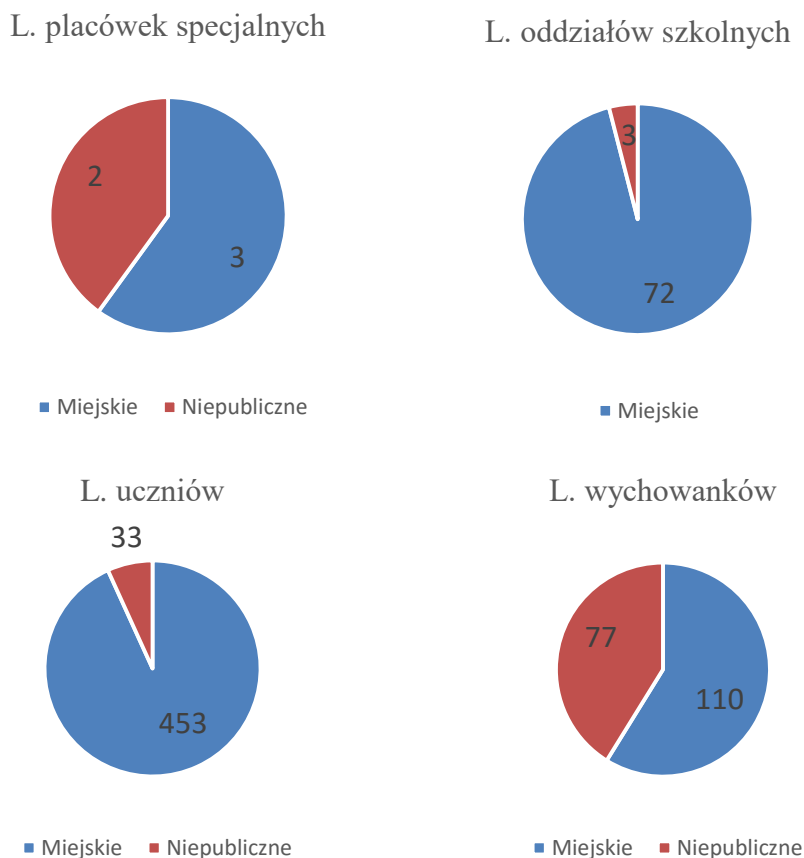 L. placówek specjalnych
2
3
Miejskie Niepubliczne
L. oddziałów szkolnych
3
72
Miejskie
L. uczniów
33
453
Miejskie Niepubliczne
L. wychowanków
77
110
Miejskie Niepubliczne